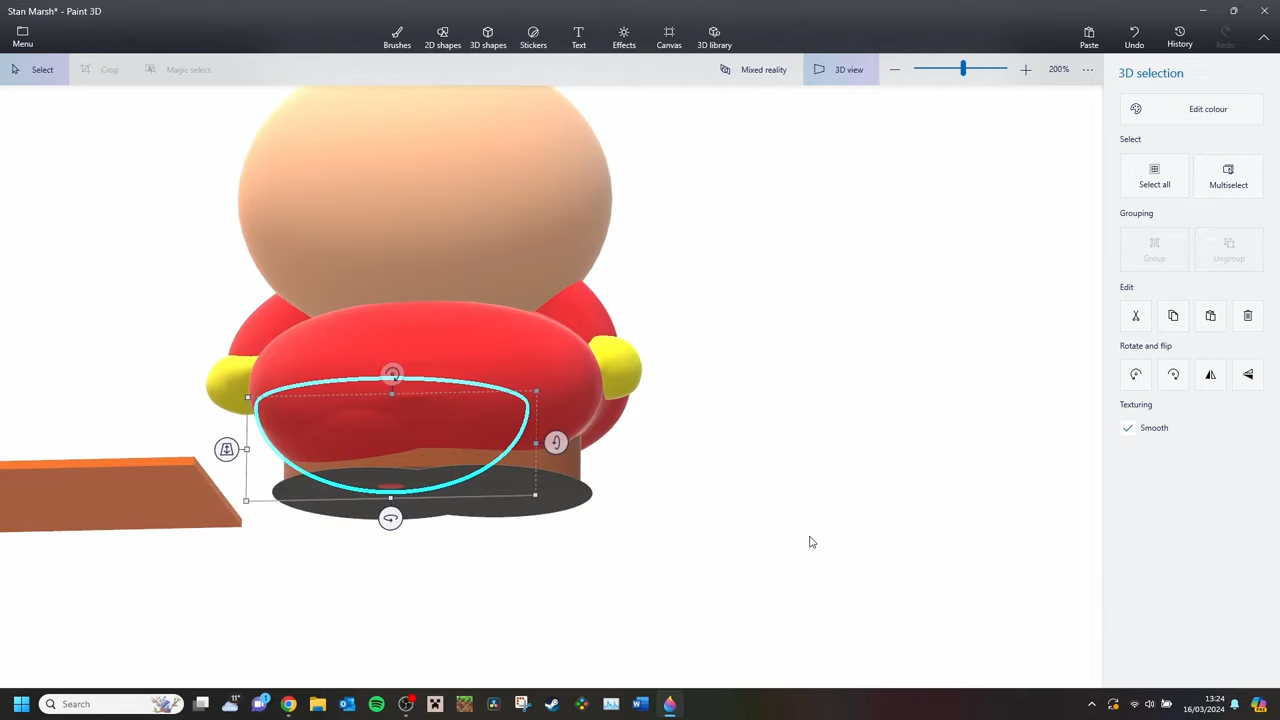 Stan Marsh* - Paint 3D
Menu
Brushes
2D shapes
3D shapes
Stickers
Text
Effects
Canvas
3D library
Paste
Undo
History
Redo
Select
Crop
Magic select
Mixed reality
3D view
200%
3D selection
Edit colour
Select
Select all
Multiselect
Grouping
Group
Ungroup
Edit
Rotate and flip
Texturing
Smooth
Search
11°
1
13:24
16/03/2024